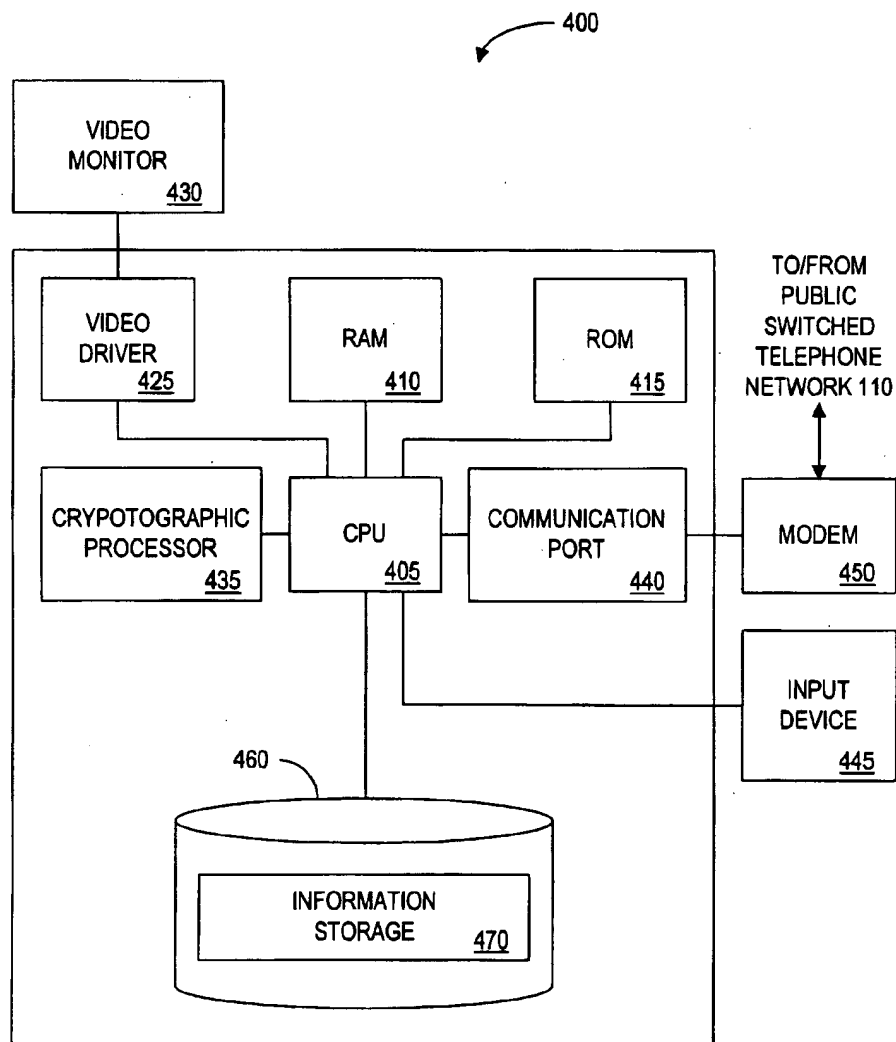 400
VIDEO
MONITOR
430
VIDEO
DRIVER
425
RAM
410
ROM
415
TO/FROM
PUBLIC
SWITCHED
TELEPHONE
NETWORK 110
CRYPOTOGRAPHIC
PROCESSOR
435
CPU
405
COMMUNICATION
PORT
440
MODEM
450
INPUT
DEVICE
445
460
INFORMATION
STORAGE
470